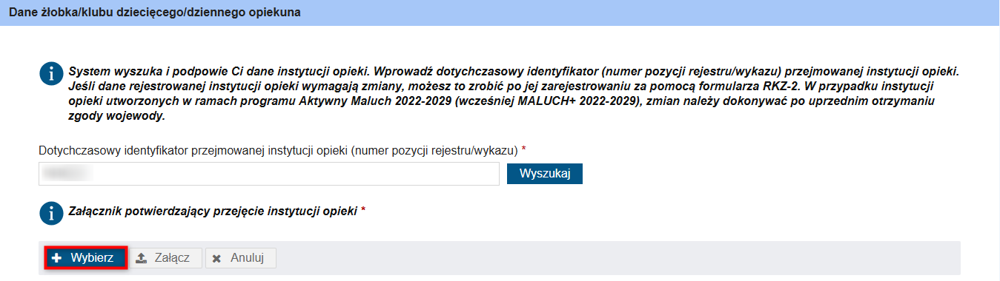 Dane żłobka/klubu dziecięcego/dziennego opiekuna
System wyszuka i podpowie Ci dane instytucji opieki. Wprowadź dotychczasowy identyfikator (numer pozycji rejestru/wykazu) przejmowanej instytucji opieki.
Jeśli dane rejestrowanej instytucji opieki wymagają zmiany, możesz to zrobić po jej zarejestrowaniu za pomocą formularza RKZ-2. W przypadku instytucji
opieki utworzonych w ramach programu Aktywny Maluch 2022-2029 (wcześniej MALUCH+ 2022-2029), zmian należy dokonywać po uprzednim otrzymaniu
zgody wojewody.
Dotychczasowy identyfikator przejmowanej instytucji opieki (numer pozycji rejestru/wykazu) *
Wyszukaj
Załącznik potwierdzający przejęcie instytucji opieki *
Wybierz Załącz Anuluj